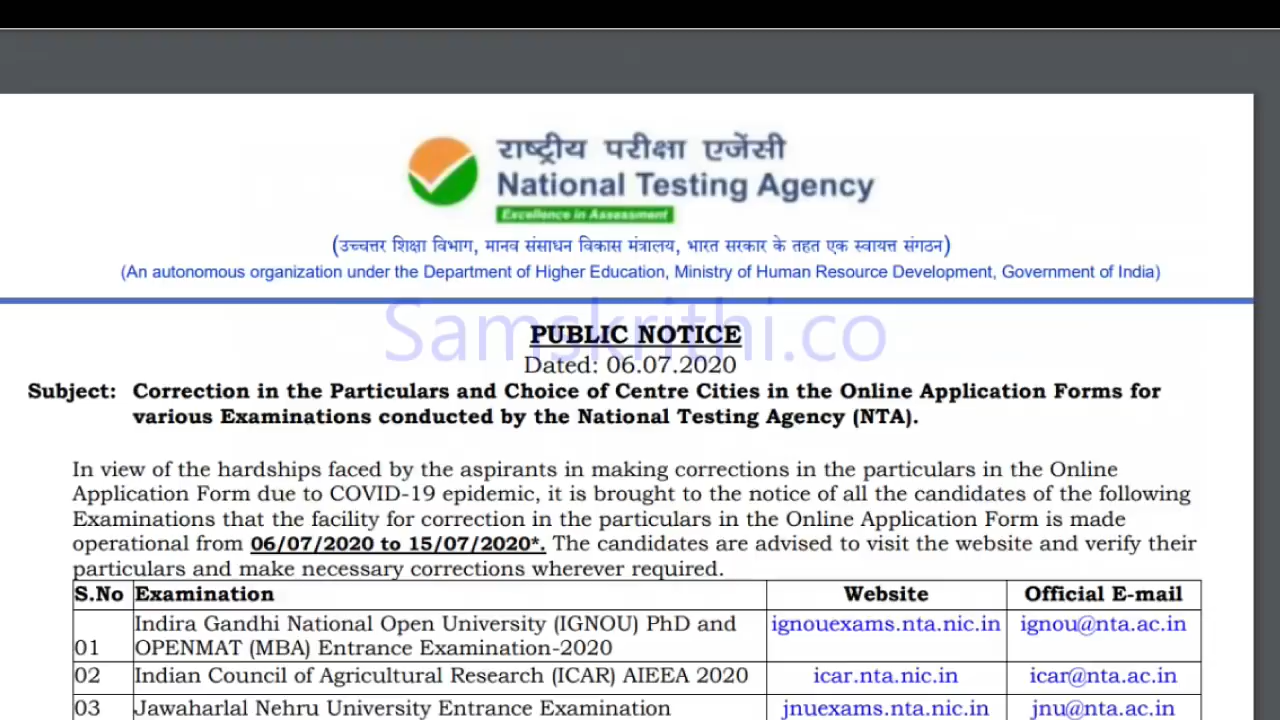 राष्ट्रीय परीक्षा एजेंसी
National Testing Agency
Excellence in Assessment
(उच्चत्तर शिक्षा विभाग, मानव संसाधन विकास मंत्रालय, भारत सरकार के तहत एक स्वायत्त संगठन)
(An autonomous organization under the Department of Higher Education, Ministry of Human Resource Development, Government of India)
Samskrithi.co
PUBLIC NOTICE
Dated: 06.07.2020
Subject: Correction in the Particulars and Choice of Centre Cities in the Online Application Forms for
various Examinations conducted by the National Testing Agency (NTA).
In view of the hardships faced by the aspirants in making corrections in the particulars in the Online
Application Form due to COVID-19 epidemic, it is brought to the notice of all the candidates of the following
Examinations that the facility for correction in the particulars in the Online Application Form is made
operational from 06/07/2020 to 15/07/2020*. The candidates are advised to visit the website and verify their
particulars and make necessary corrections wherever required.
S.No Examination Website Official E-mail
01 Indira Gandhi National Open University (IGNOU) PhD and ignouexams.nta.nic.in ignou@nta.ac.in
OPENMAT (MBA) Entrance Examination-2020
02 Indian Council of Agricultural Research (ICAR) AIEEA 2020 icar.nta.nic.in icar@nta.ac.in
03 Jawaharlal Nehru University Entrance Examination jnuexams.nta.nic.in jnu@nta.ac.in